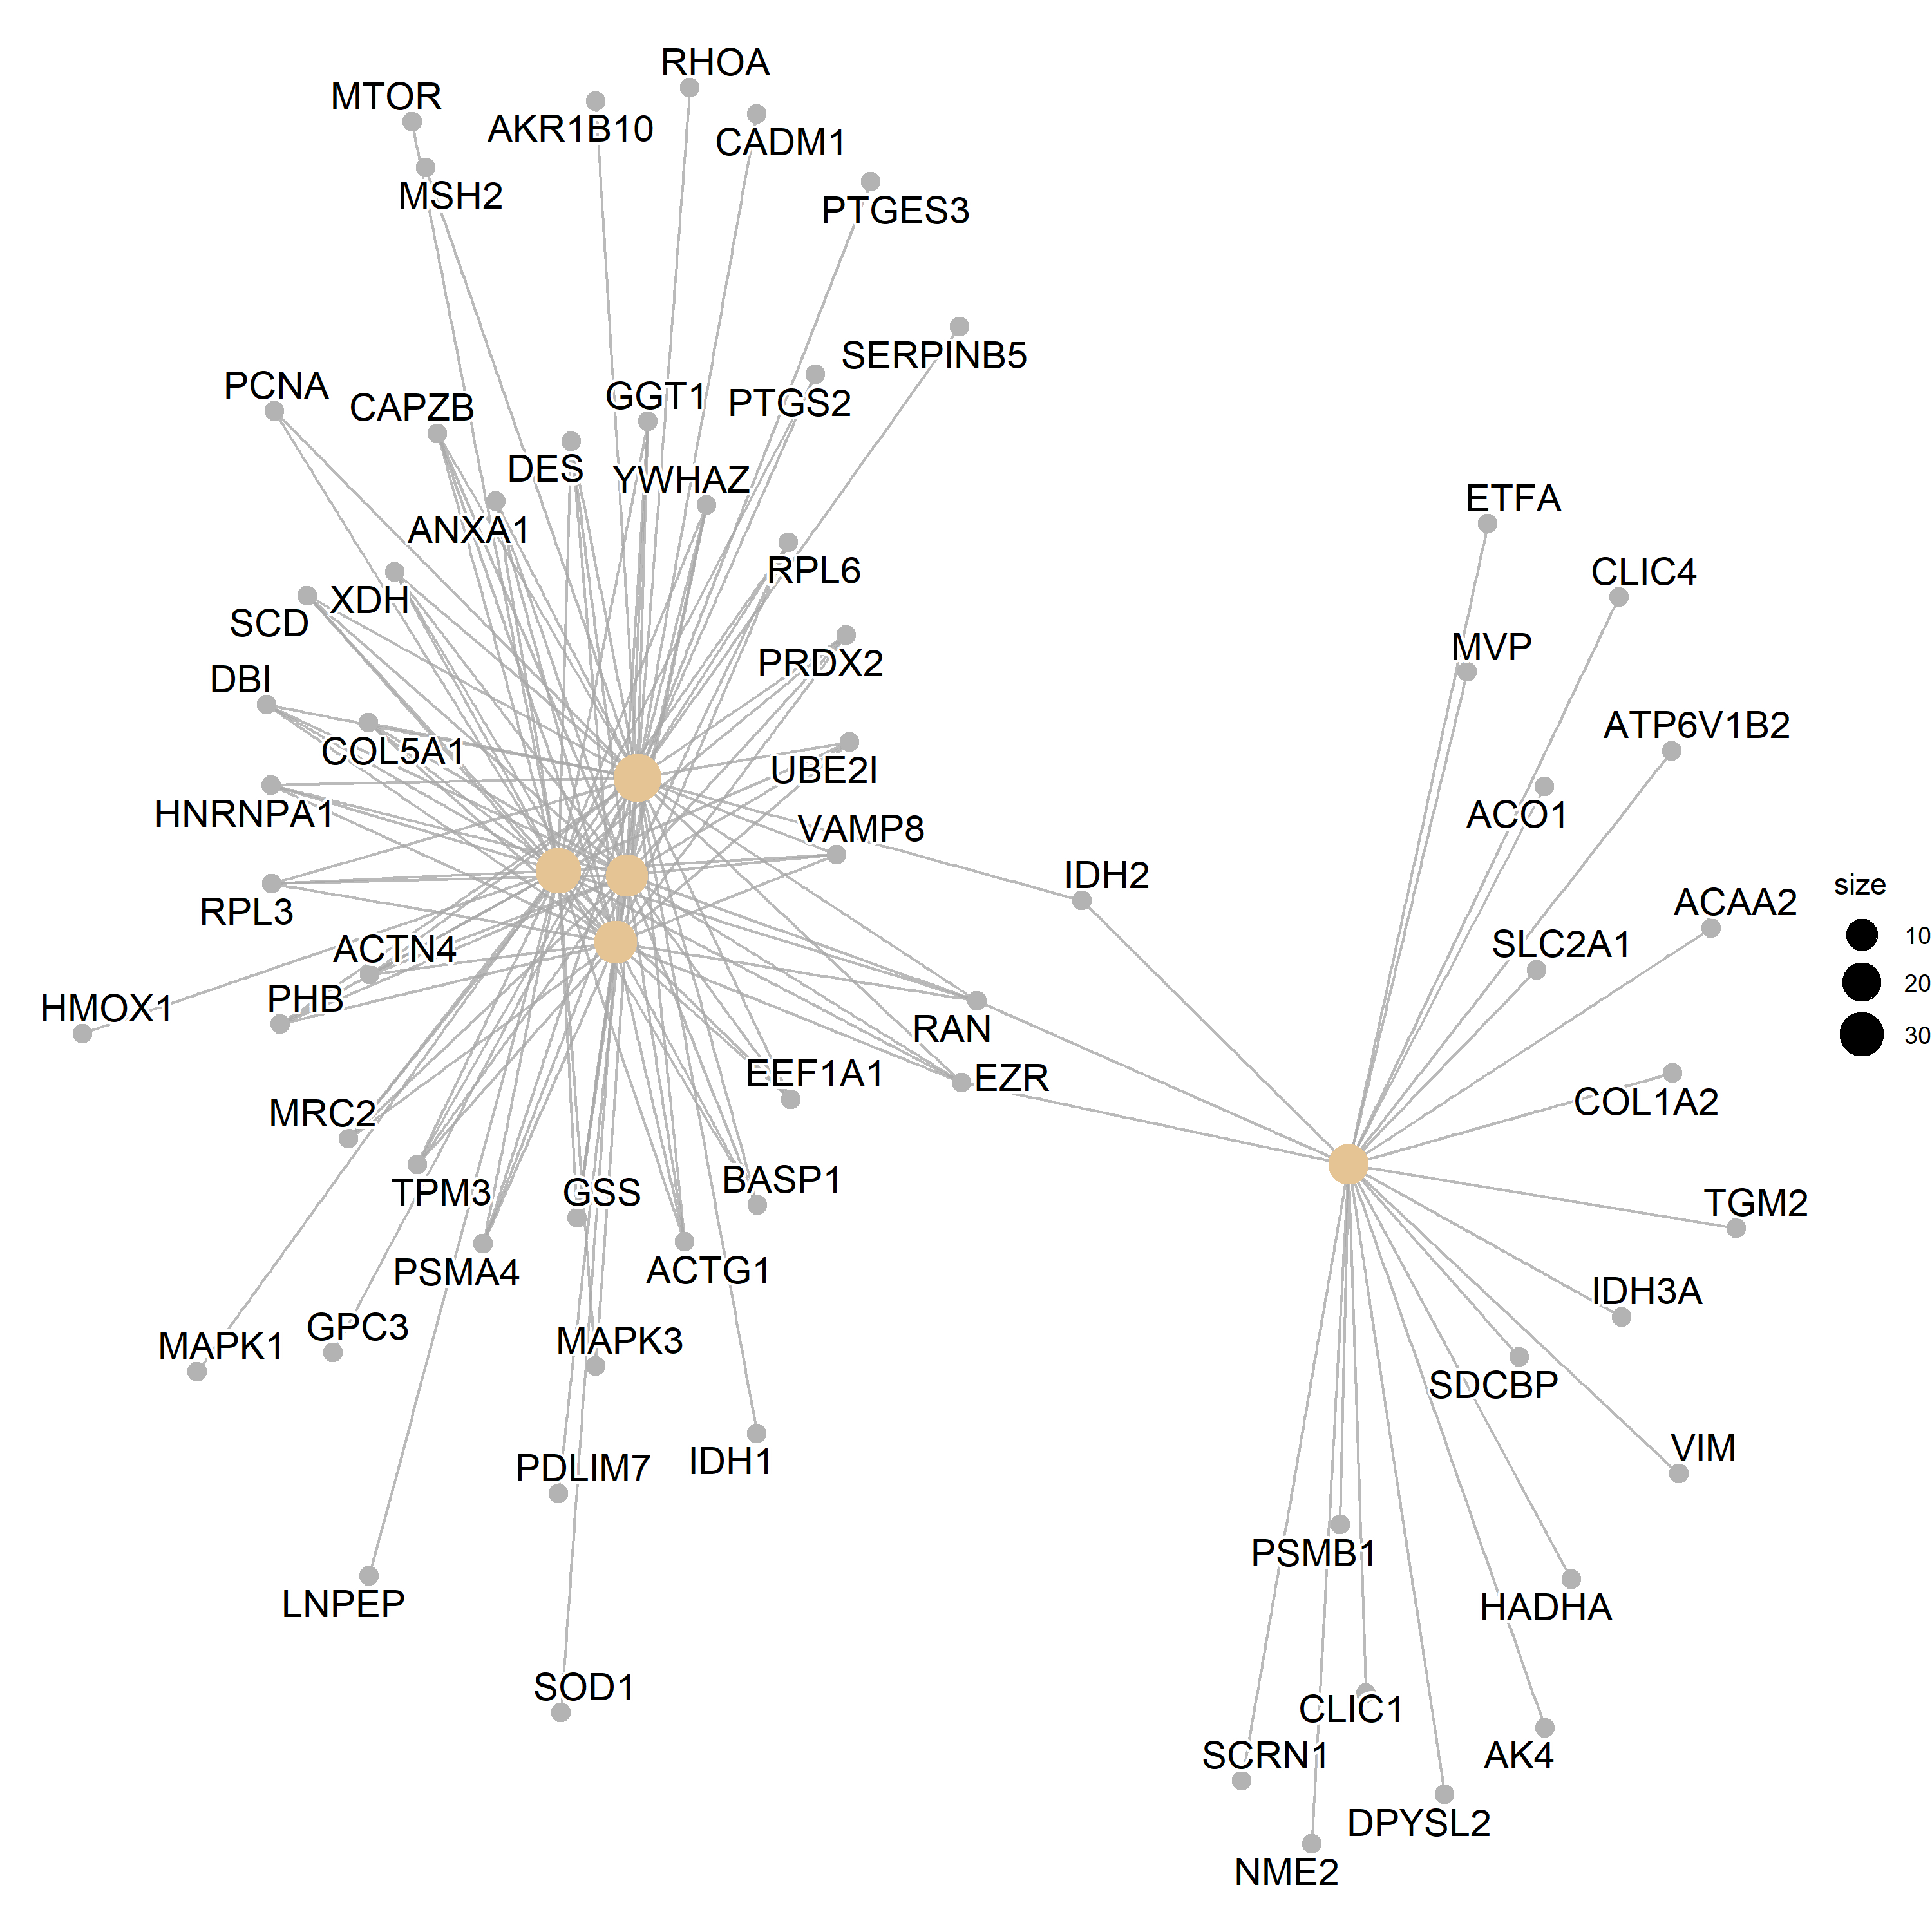 RHOA
MTOR
AKR1B10
CADM1
MSH2
PTGES3
SERPINB5
PCNA
CAPZB
GGT1
PTGS2
DES
YWHAZ
ANXA1
RPL6
XDH
SCD
PRDX2
DBI
COL5A1
UBE2I
HNRNPA1
VAMP8
RPL3
IDH2
ACTN4
PHB
HMOX1
RAN
EZR
EEF1A1
MRC2
TPM3
GSS
BASP1
PSMA4
ACTG1
GPC3
MAPK1
MAPK3
PDLIM7
IDH1
LNPEP
SOD1
ETFA
CLIC4
MVP
ATP6V1B2
ACO1
ACAA2
SLC2A1
COL1A2
TGM2
IDH3A
SDCBP
VIM
PSMB1
HADHA
CLIC1
SCRN1
AK4
DPYSL2
NME2
size
10
20
30